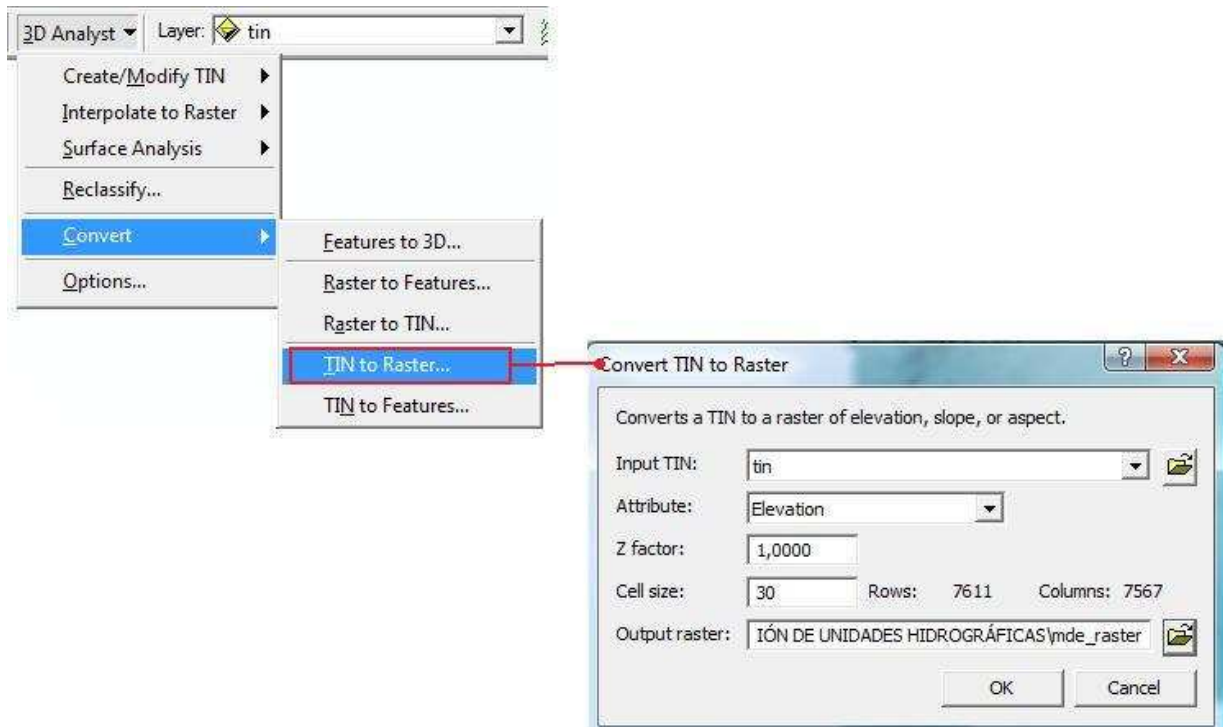 3D Analyst Layer: tin
Create/Modify TIN
Interpolate to Raster
Surface Analysis
Reclassify...
Convert
Options...
Features to 3D...
Raster to Features...
Raster to TIN...
TIN to Raster...
TIN to Features...
Convert TIN to Raster
Converts a TIN to a raster of elevation, slope, or aspect.
Input TIN: tin
Attribute: Elevation
Z factor: 1,0000
Cell size: 30 Rows: 7611 Columns: 7567
Output raster: IÓN DE UNIDADES HIDROGRÁFICAS\mde_raster
OK Cancel